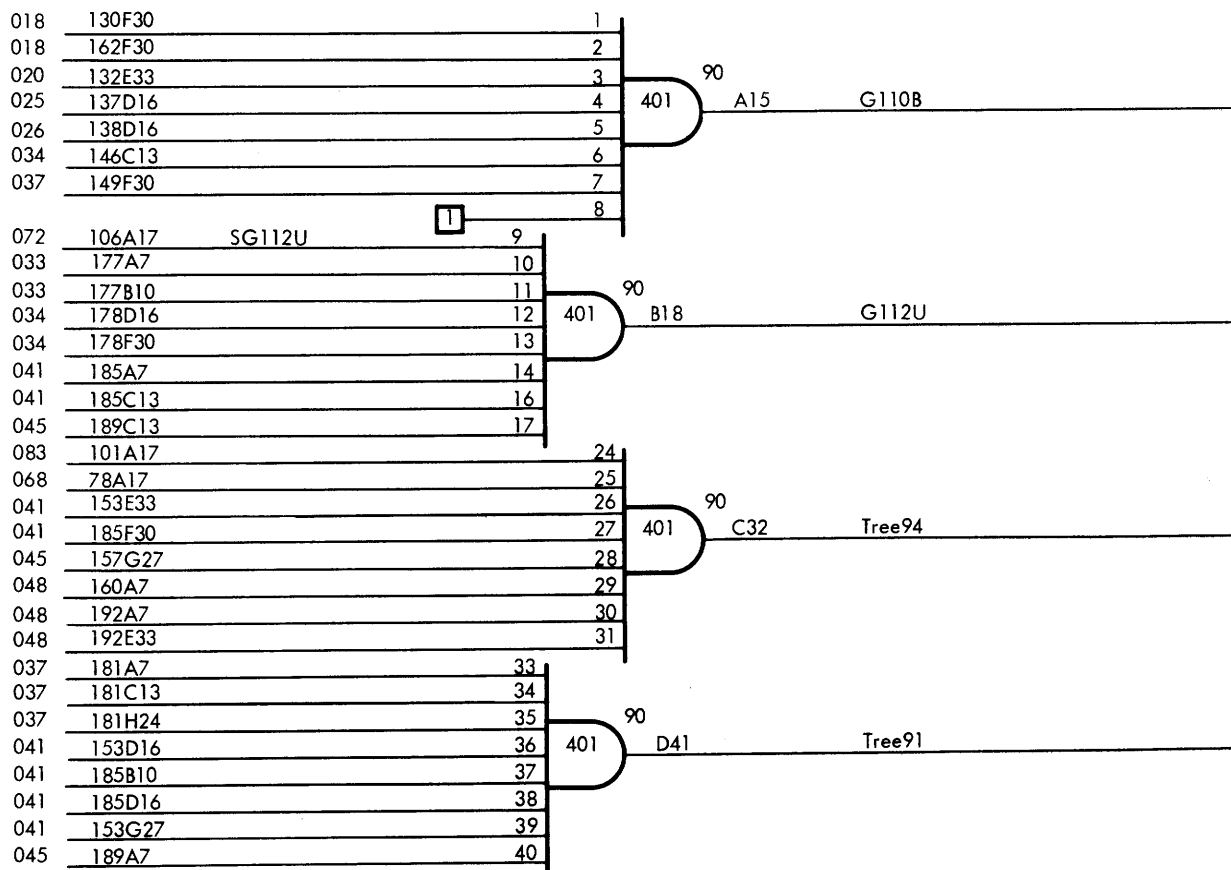 018 130F30 1
018 162F30 2
020 132E33 3 90
025 137D16 4 401 A15 G110B
026 138D16 5
034 146C13 6
037 149F30 7
1 8
072 106A17 SG112U 9
033 177A7 10
033 177B10 11 90
034 178D16 12 401 B18 G112U
034 178F30 13
041 185A7 14
041 185C13 16
045 189C13 17
083 101A17 24
068 78A17 25
041 153E33 26 90
041 185F30 27 401 C32 Tree94
045 157G27 28
048 160A7 29
048 192A7 30
048 192E33 31
037 181A7 33
037 181C13 34
037 181H24 35 90
041 153D16 36 401 D41 Tree91
041 185B10 37
041 185D16 38
041 153G27 39
045 189A7 40